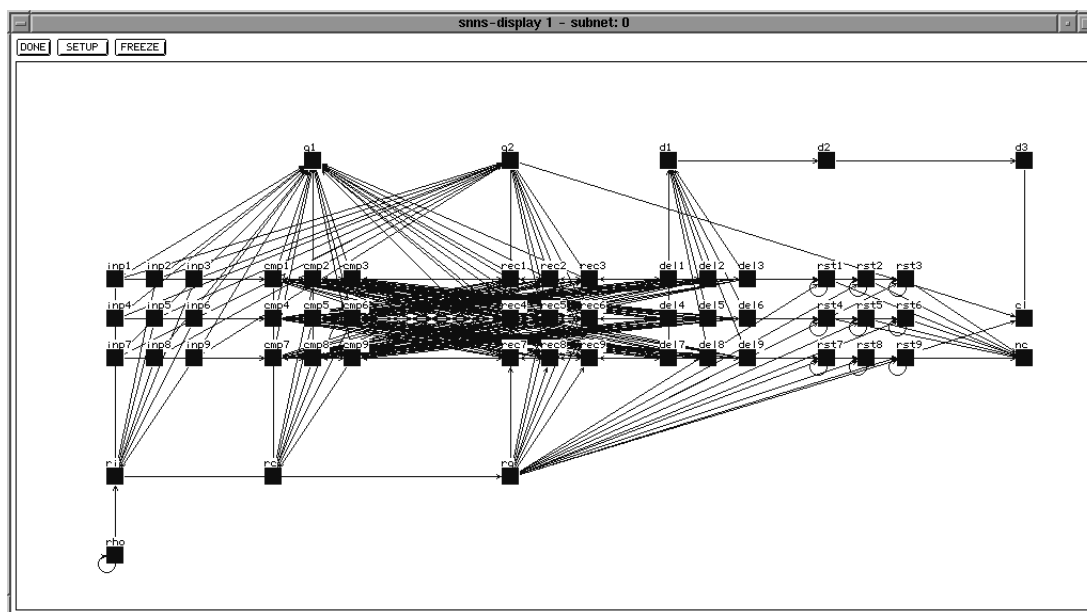 snns-display 1 - subnet: 0
DONE SETUP FREEZE
g1 g2 d1 d2 d3
inp1 inp2 inp3 cmp1 cmp2 cmp3 rec1 rec2 rec3 del1 del2 del3 rst1 rst2 rst3
inp4 inp5 inp6 cmp4 cmp5 cmp6 rec4 rec5 rec6 del4 del5 del6 rst4 rst5 rst6 cl
inp7 inp8 inp9 cmp7 cmp8 cmp9 rec7 rec8 rec9 del7 del8 del9 rst7 rst8 rst9 nc
ri rc rg
rho